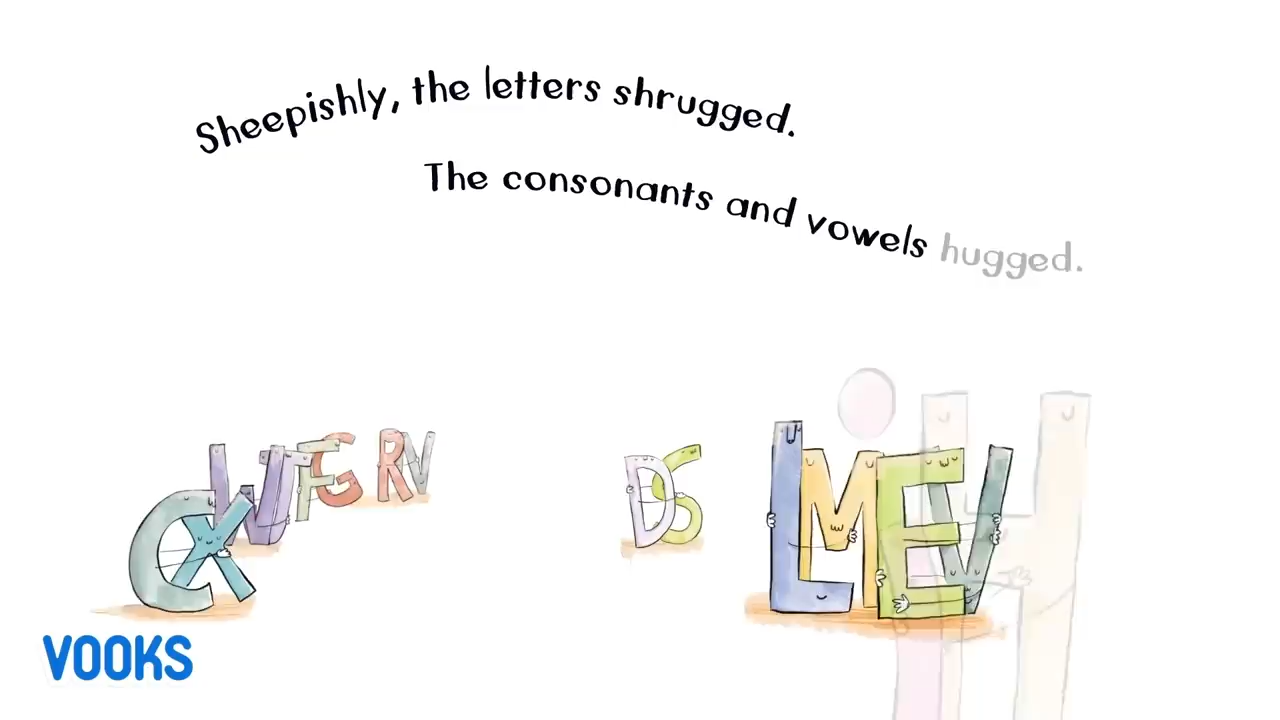 Sheepishly, the letters shrugged.
The consonants and vowels hugged.
C X W J F G R V
D S L M E V i H
VOOKS